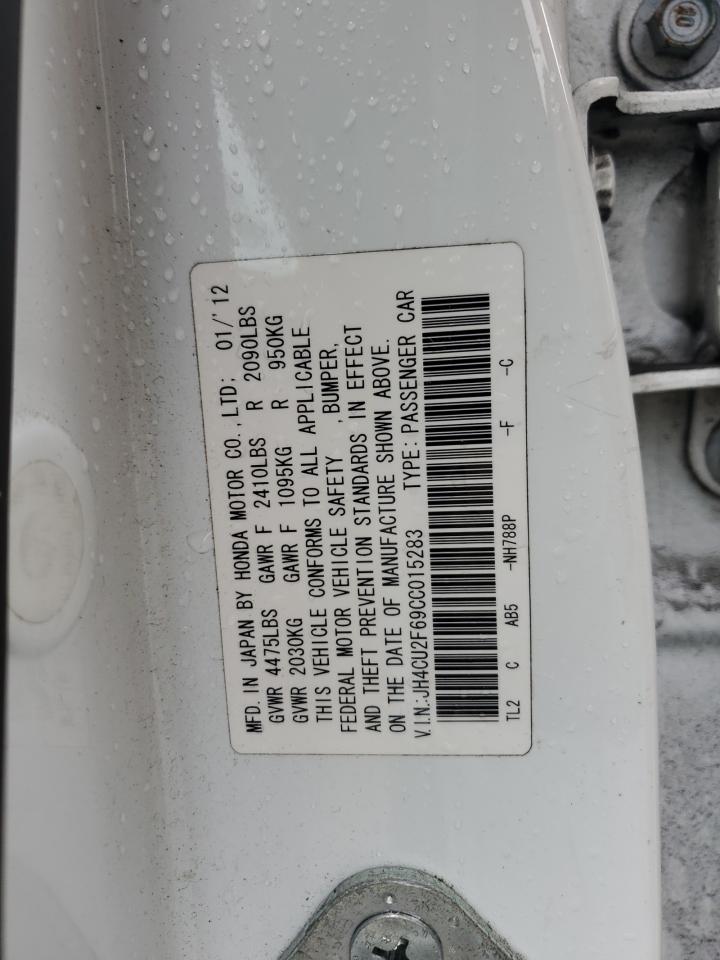 MFD. IN JAPAN BY HONDA MOTOR CO., LTD; 01/'12
GVWR 4475LBS GAWR F 2410LBS R 2090LBS
GVWR 2030KG GAWR F 1095KG R 950KG
THIS VEHICLE CONFORMS TO ALL APPLICABLE
FEDERAL MOTOR VEHICLE SAFETY ,BUMPER,
AND THEFT PREVENTION STANDARDS IN EFFECT
ON THE DATE OF MANUFACTURE SHOWN ABOVE.
V.I.N.:JH4CU2F69CC015283 TYPE:PASSENGER CAR
TL2 C AB5 -NH788P -F -C
10